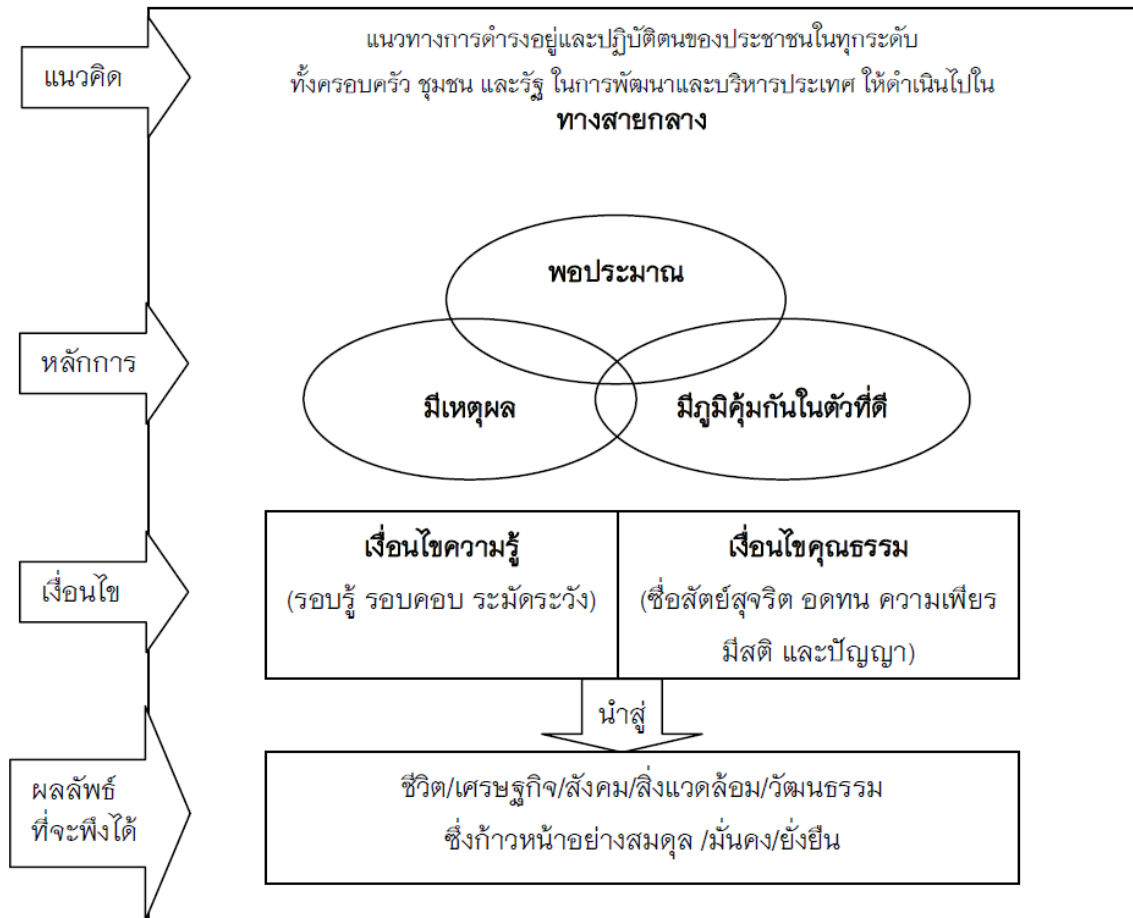 แนวคิด
แนวทางการดำรงอยู่และปฏิบัติตนของประชาชนในทุกระดับ
ทั้งครอบครัว ชุมชน และรัฐ ในการพัฒนาและบริหารประเทศ ให้ดำเนินไปใน
ทางสายกลาง
หลักการ
พอประมาณ
มีเหตุผล
มีภูมิคุ้มกันในตัวที่ดี
เงื่อนไข
เงื่อนไขความรู้
(รอบรู้ รอบคอบ ระมัดระวัง)
เงื่อนไขคุณธรรม
(ซื่อสัตย์สุจริต อดทน ความเพียร
มีสติ และปัญญา)
นำสู่
ผลลัพธ์
ที่จะพึงได้
ชีวิต/เศรษฐกิจ/สังคม/สิ่งแวดล้อม/วัฒนธรรม
ซึ่งก้าวหน้าอย่างสมดุล /มั่นคง/ยั่งยืน